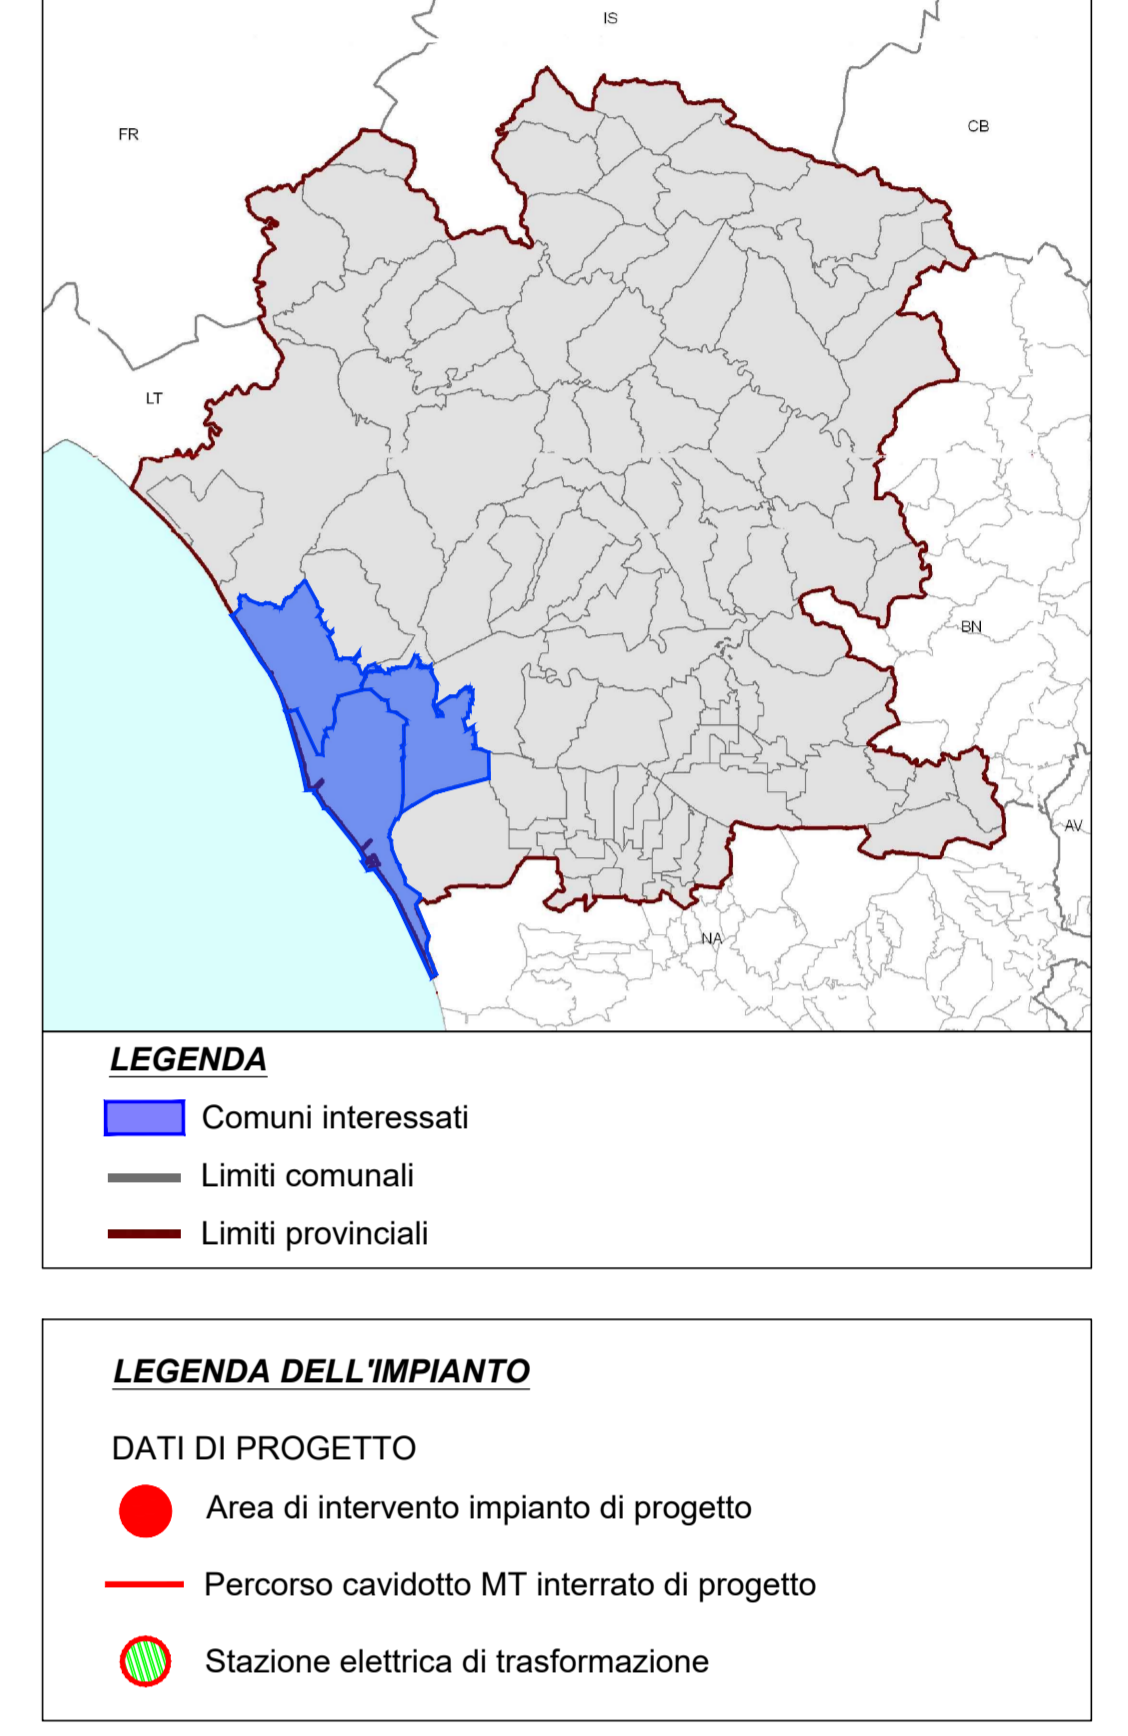 IS
FR
CB
LT
BN
AV
NA
LEGENDA
Comuni interessati
Limiti comunali
Limiti provinciali
LEGENDA DELL'IMPIANTO
DATI DI PROGETTO
Area di intervento impianto di progetto
Percorso cavidotto MT interrato di progetto
Stazione elettrica di trasformazione